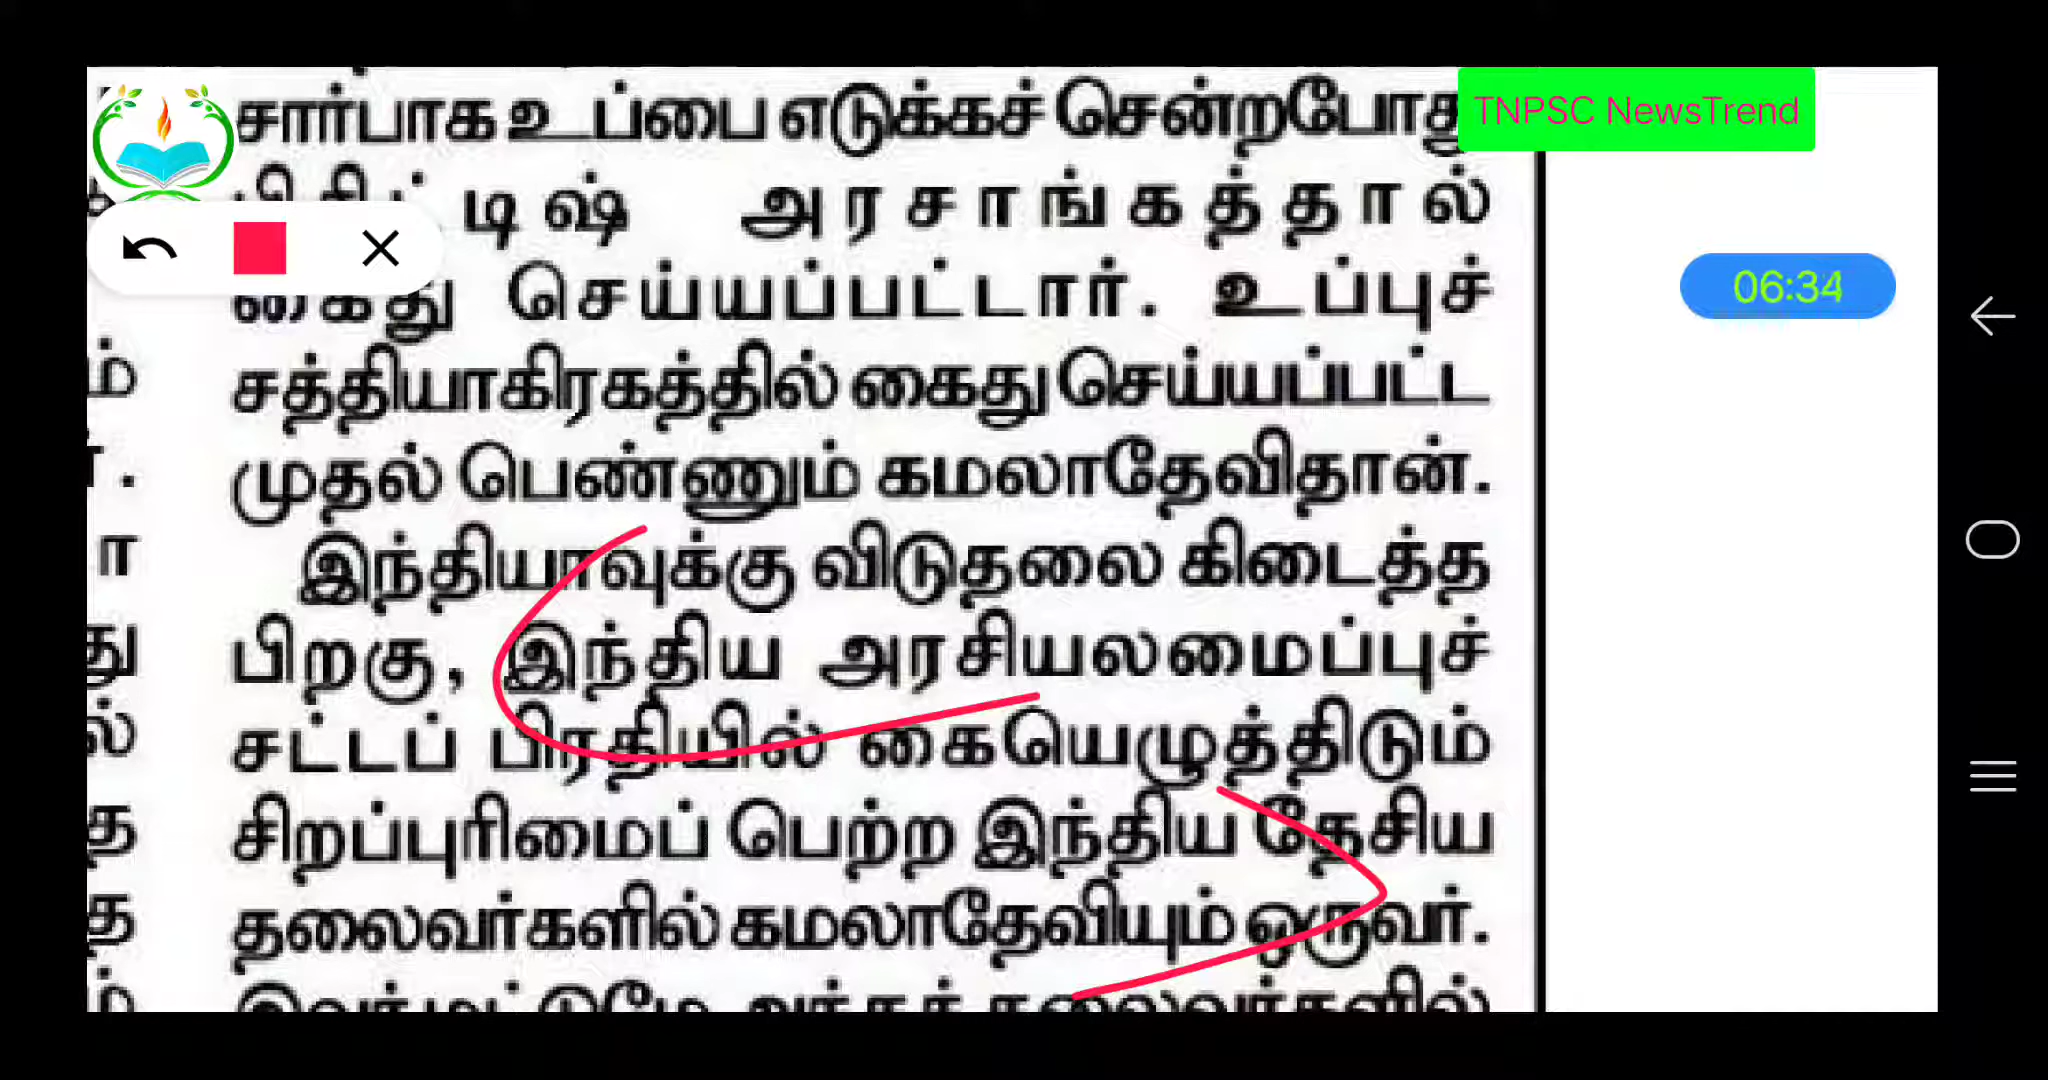 சார்பாக உப்பை எடுக்கச் சென்றபோது
TNPSC NewsTrend
டிஷ் அரசாங்கத்தால்
கைது செய்யப்பட்டார். உப்புச்
06:34
சத்தியாகிரகத்தில் கைது செய்யப்பட்ட
முதல் பெண்ணும் கமலாதேவிதான்.
இந்தியாவுக்கு விடுதலை கிடைத்த
பிறகு, இந்திய அரசியலமைப்புச்
சட்டப் பிரதியில் கையெழுத்திடும்
சிறப்புரிமைப் பெற்ற இந்திய தேசிய
தலைவர்களில் கமலாதேவியும் ஒருவர்.